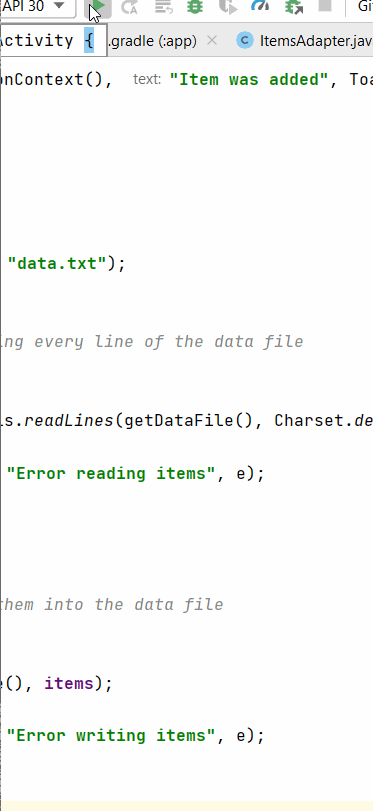 API 30 Gi
Activity { .gradle (:app) ItemsAdapter.jav
onContext(), text: "Item was added", Toa
"data.txt");
ing every line of the data file
ls.readLines(getDataFile(), Charset.de
"Error reading items", e);
them into the data file
e(), items);
"Error writing items", e);